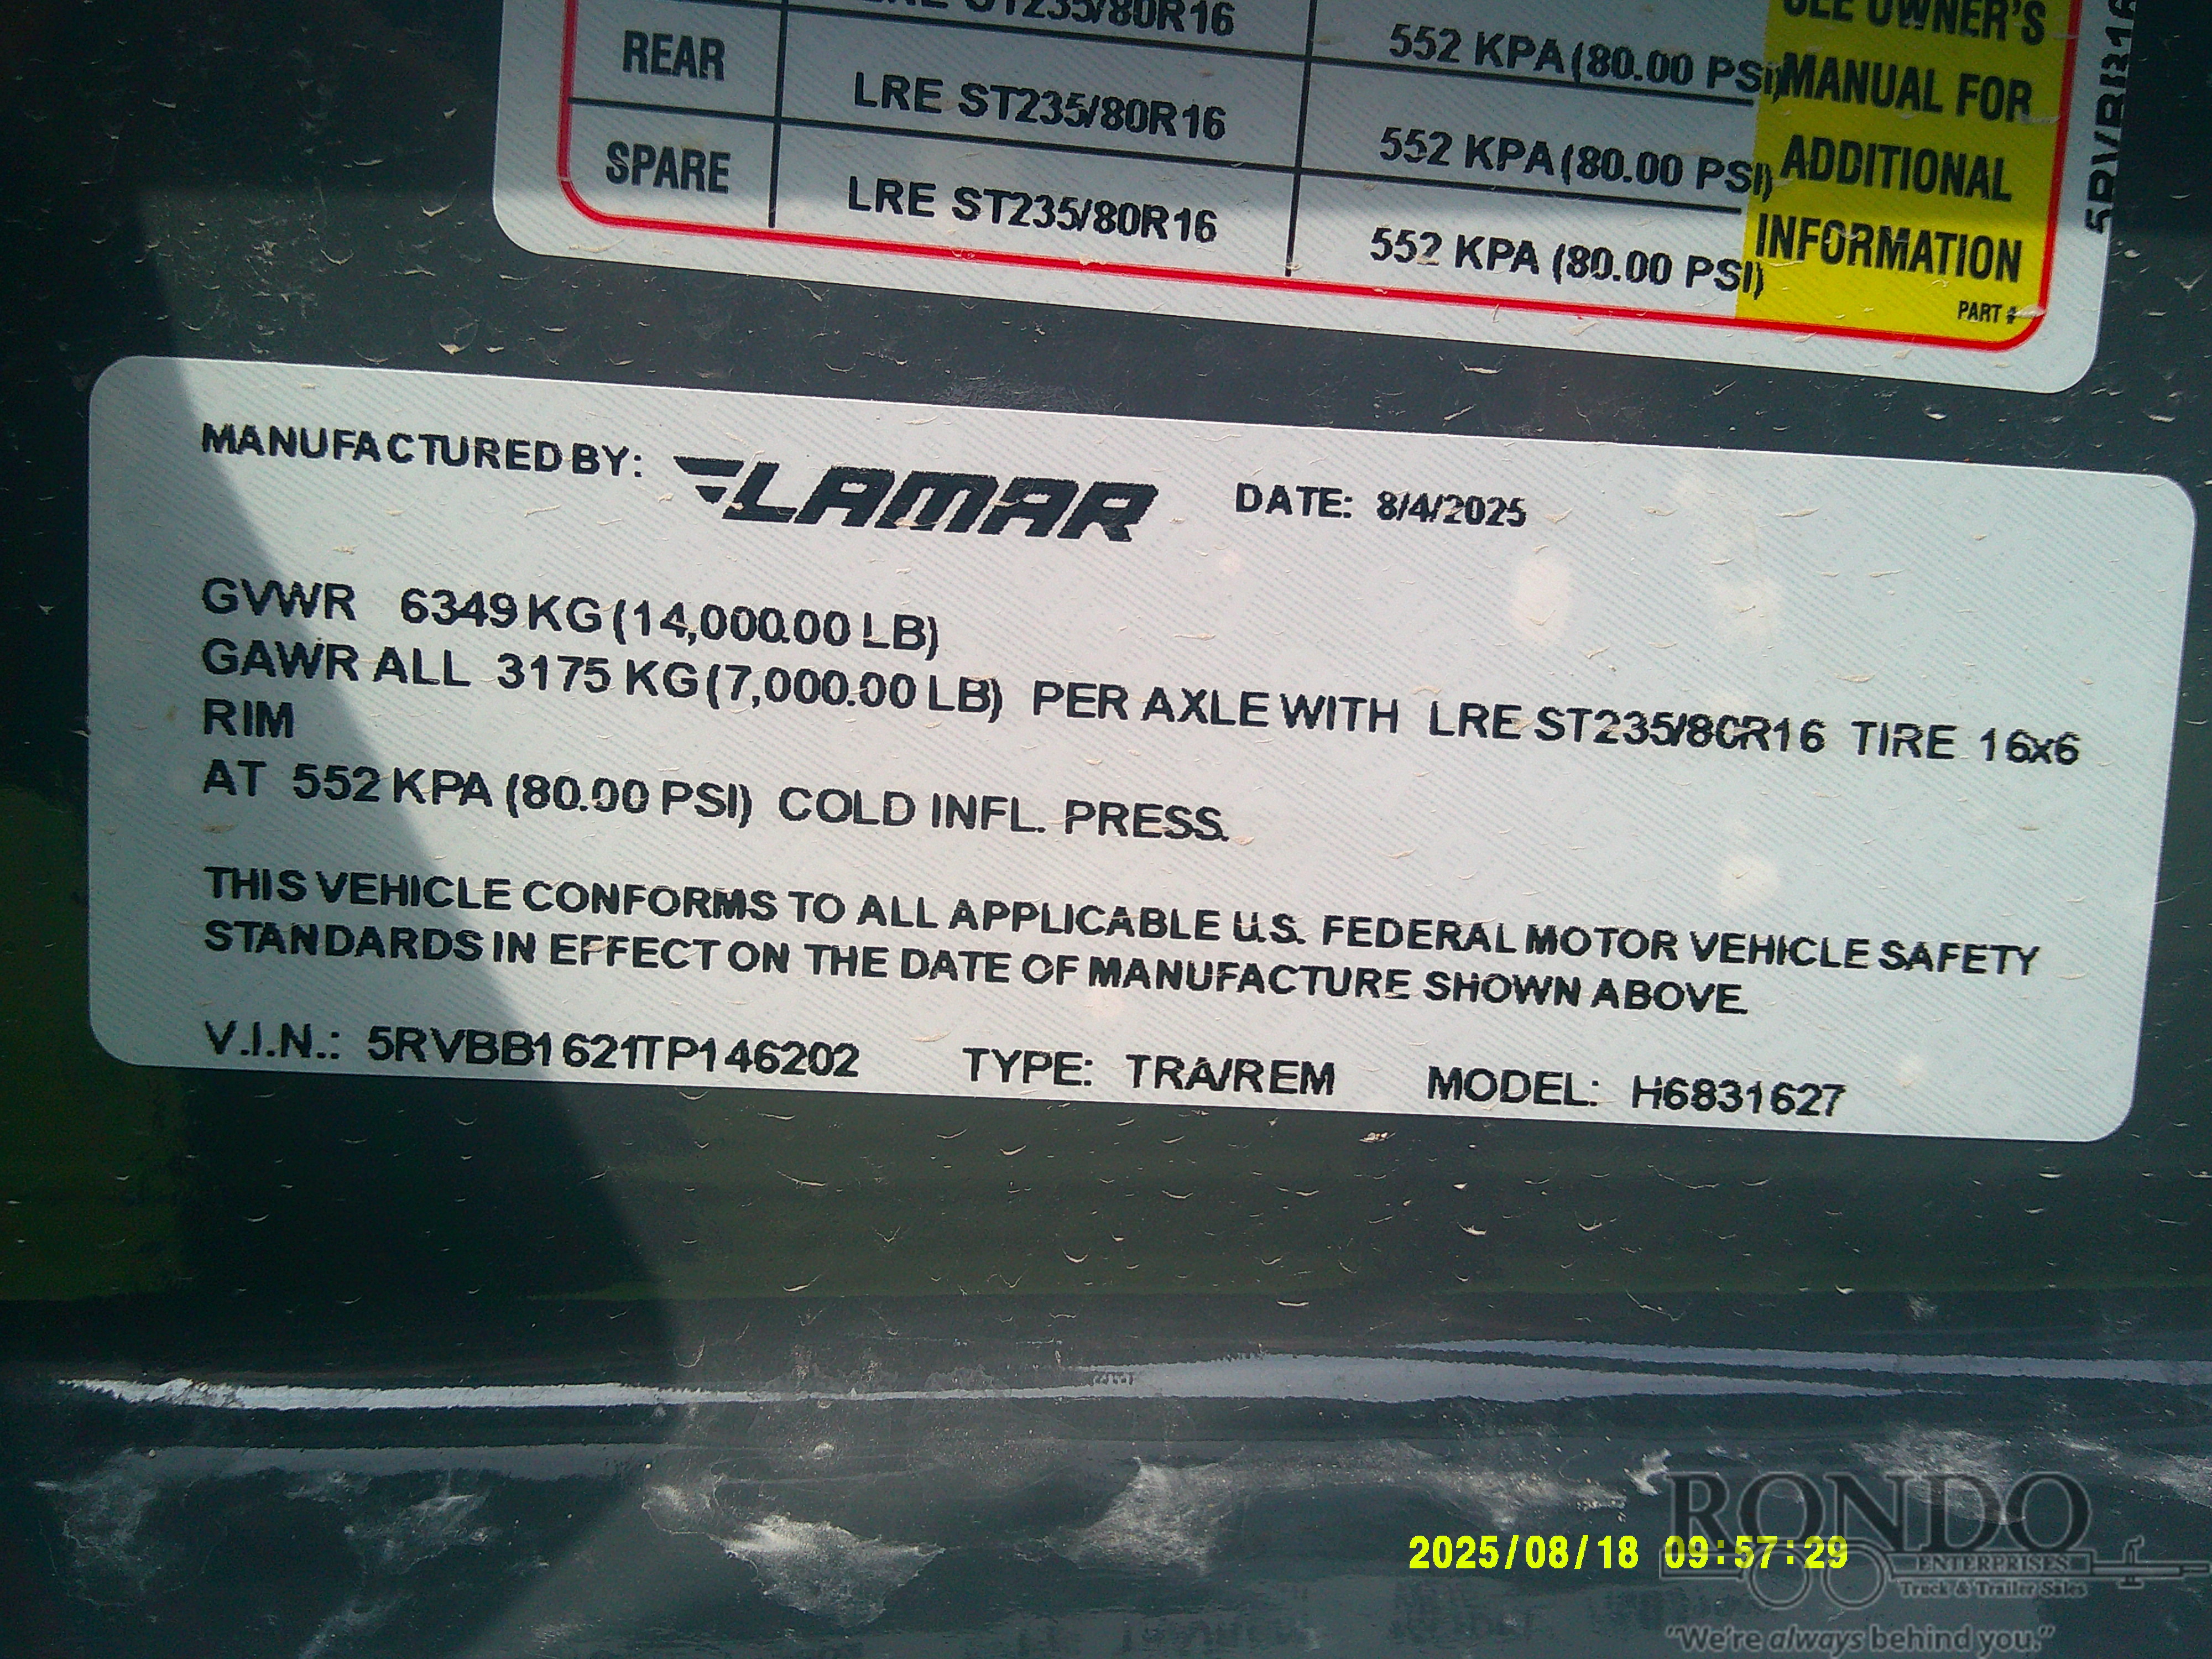 ST235/80R16
REAR LRE ST235/80R16 552 KPA (80.00 PSI)
SPARE LRE ST235/80R16 552 KPA (80.00 PSI)
552 KPA (80.00 PSI)
SEE OWNER'S
MANUAL FOR
ADDITIONAL
INFORMATION
PART #
MANUFACTURED BY: LAMAR DATE: 8/4/2025
GVWR 6349 KG (14,000.00 LB)
GAWR ALL 3175 KG (7,000.00 LB) PER AXLE WITH LRE ST235/80R16 TIRE 16x6
RIM
AT 552 KPA (80.00 PSI) COLD INFL. PRESS.
THIS VEHICLE CONFORMS TO ALL APPLICABLE U.S. FEDERAL MOTOR VEHICLE SAFETY
STANDARDS IN EFFECT ON THE DATE OF MANUFACTURE SHOWN ABOVE.
V.I.N.: 5RVBB1621TP146202 TYPE: TRA/REM MODEL: H6831627
2025/08/18 09:57:29
RONDO
ENTERPRISES
Truck & Trailer Sales
"We're always behind you."